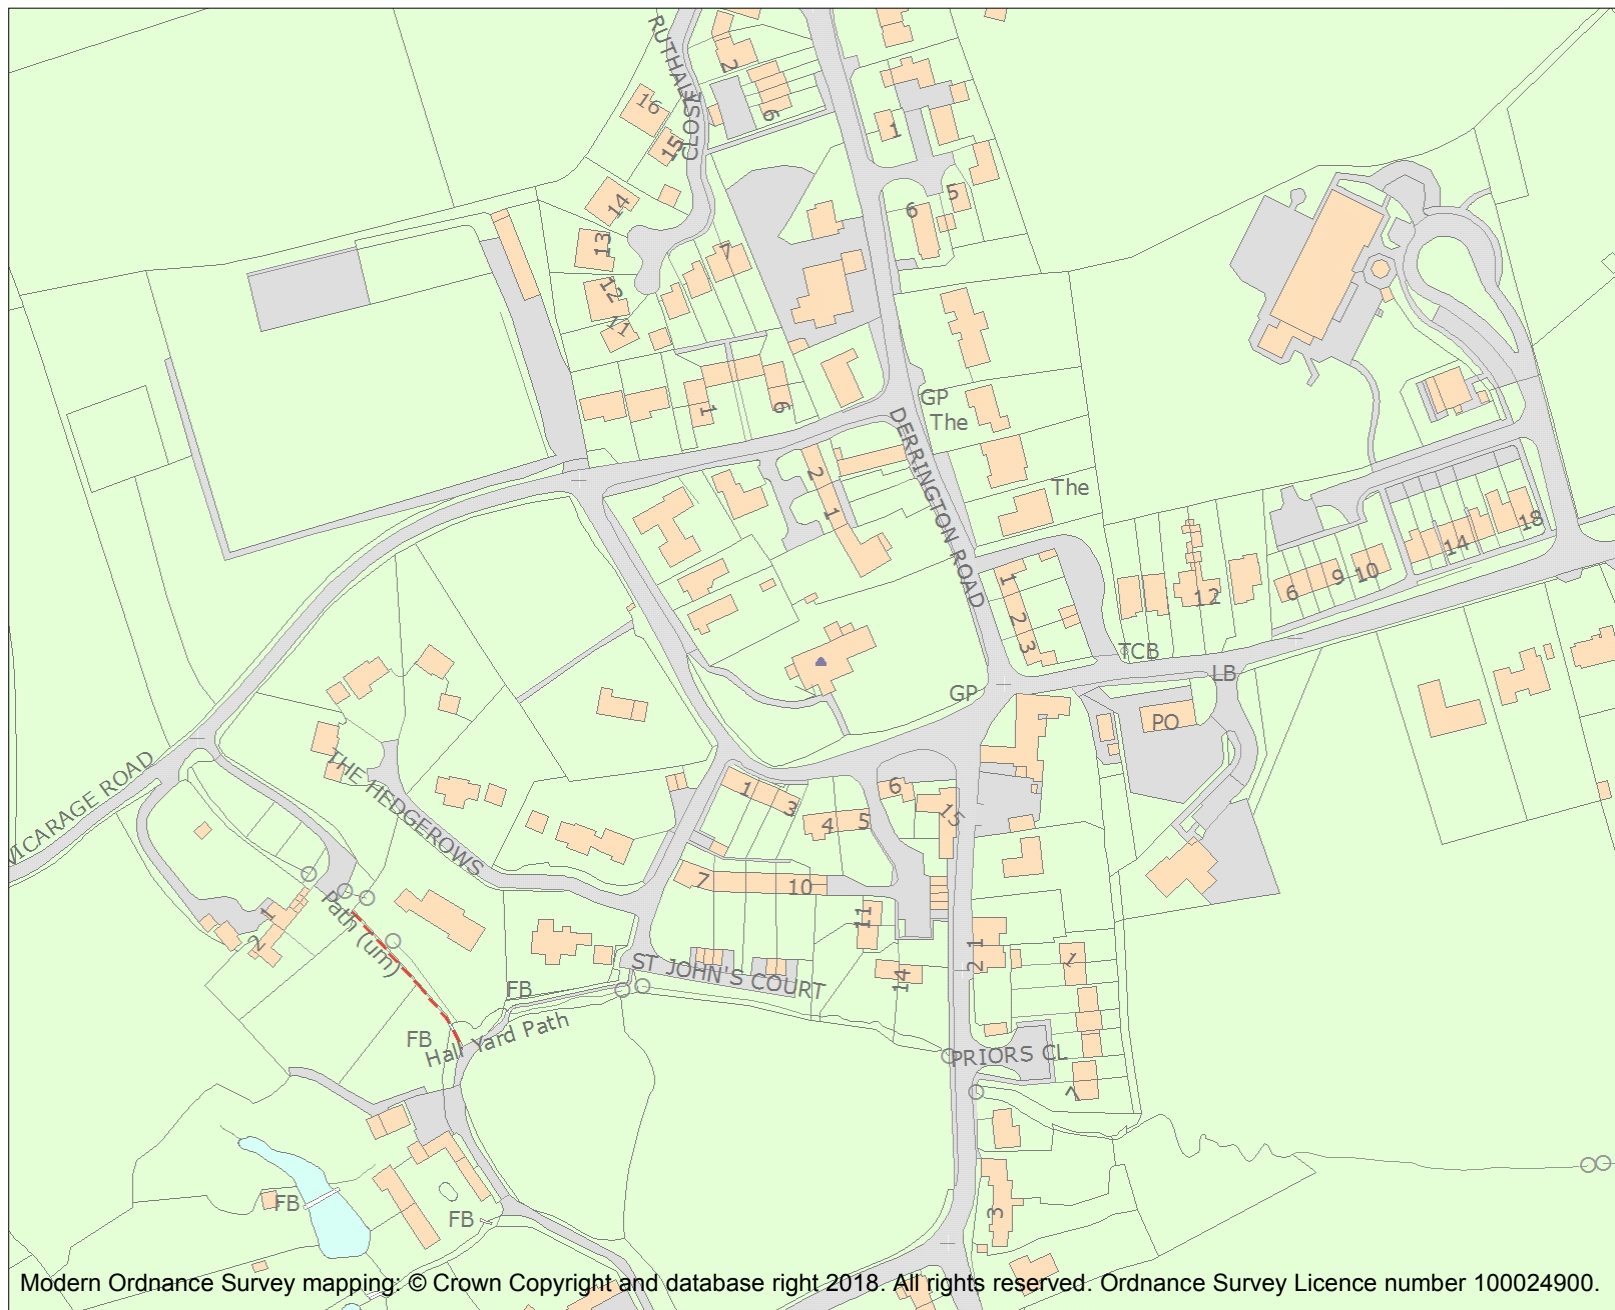 RUTHALL
CLOSE
2
16
6
1
15
5
14
6
13
7
12
11
GP
The
1
6
DERRINGTON ROAD
2
The
1
18
14
1
10
9
6
12
2
3
TCB
LB
GP
PO
VICARAGE ROAD
THE HEDGEROWS
1
3
6
15
4
5
7
10
1
11
2
Path (um)
1
2
1
14
ST JOHN'S COURT
FB
FB
Hall Yard Path
PRIORS CL
7
FB
FB
3
Modern Ordnance Survey mapping: © Crown Copyright and database right 2018. All rights reserved. Ordnance Survey Licence number 100024900.